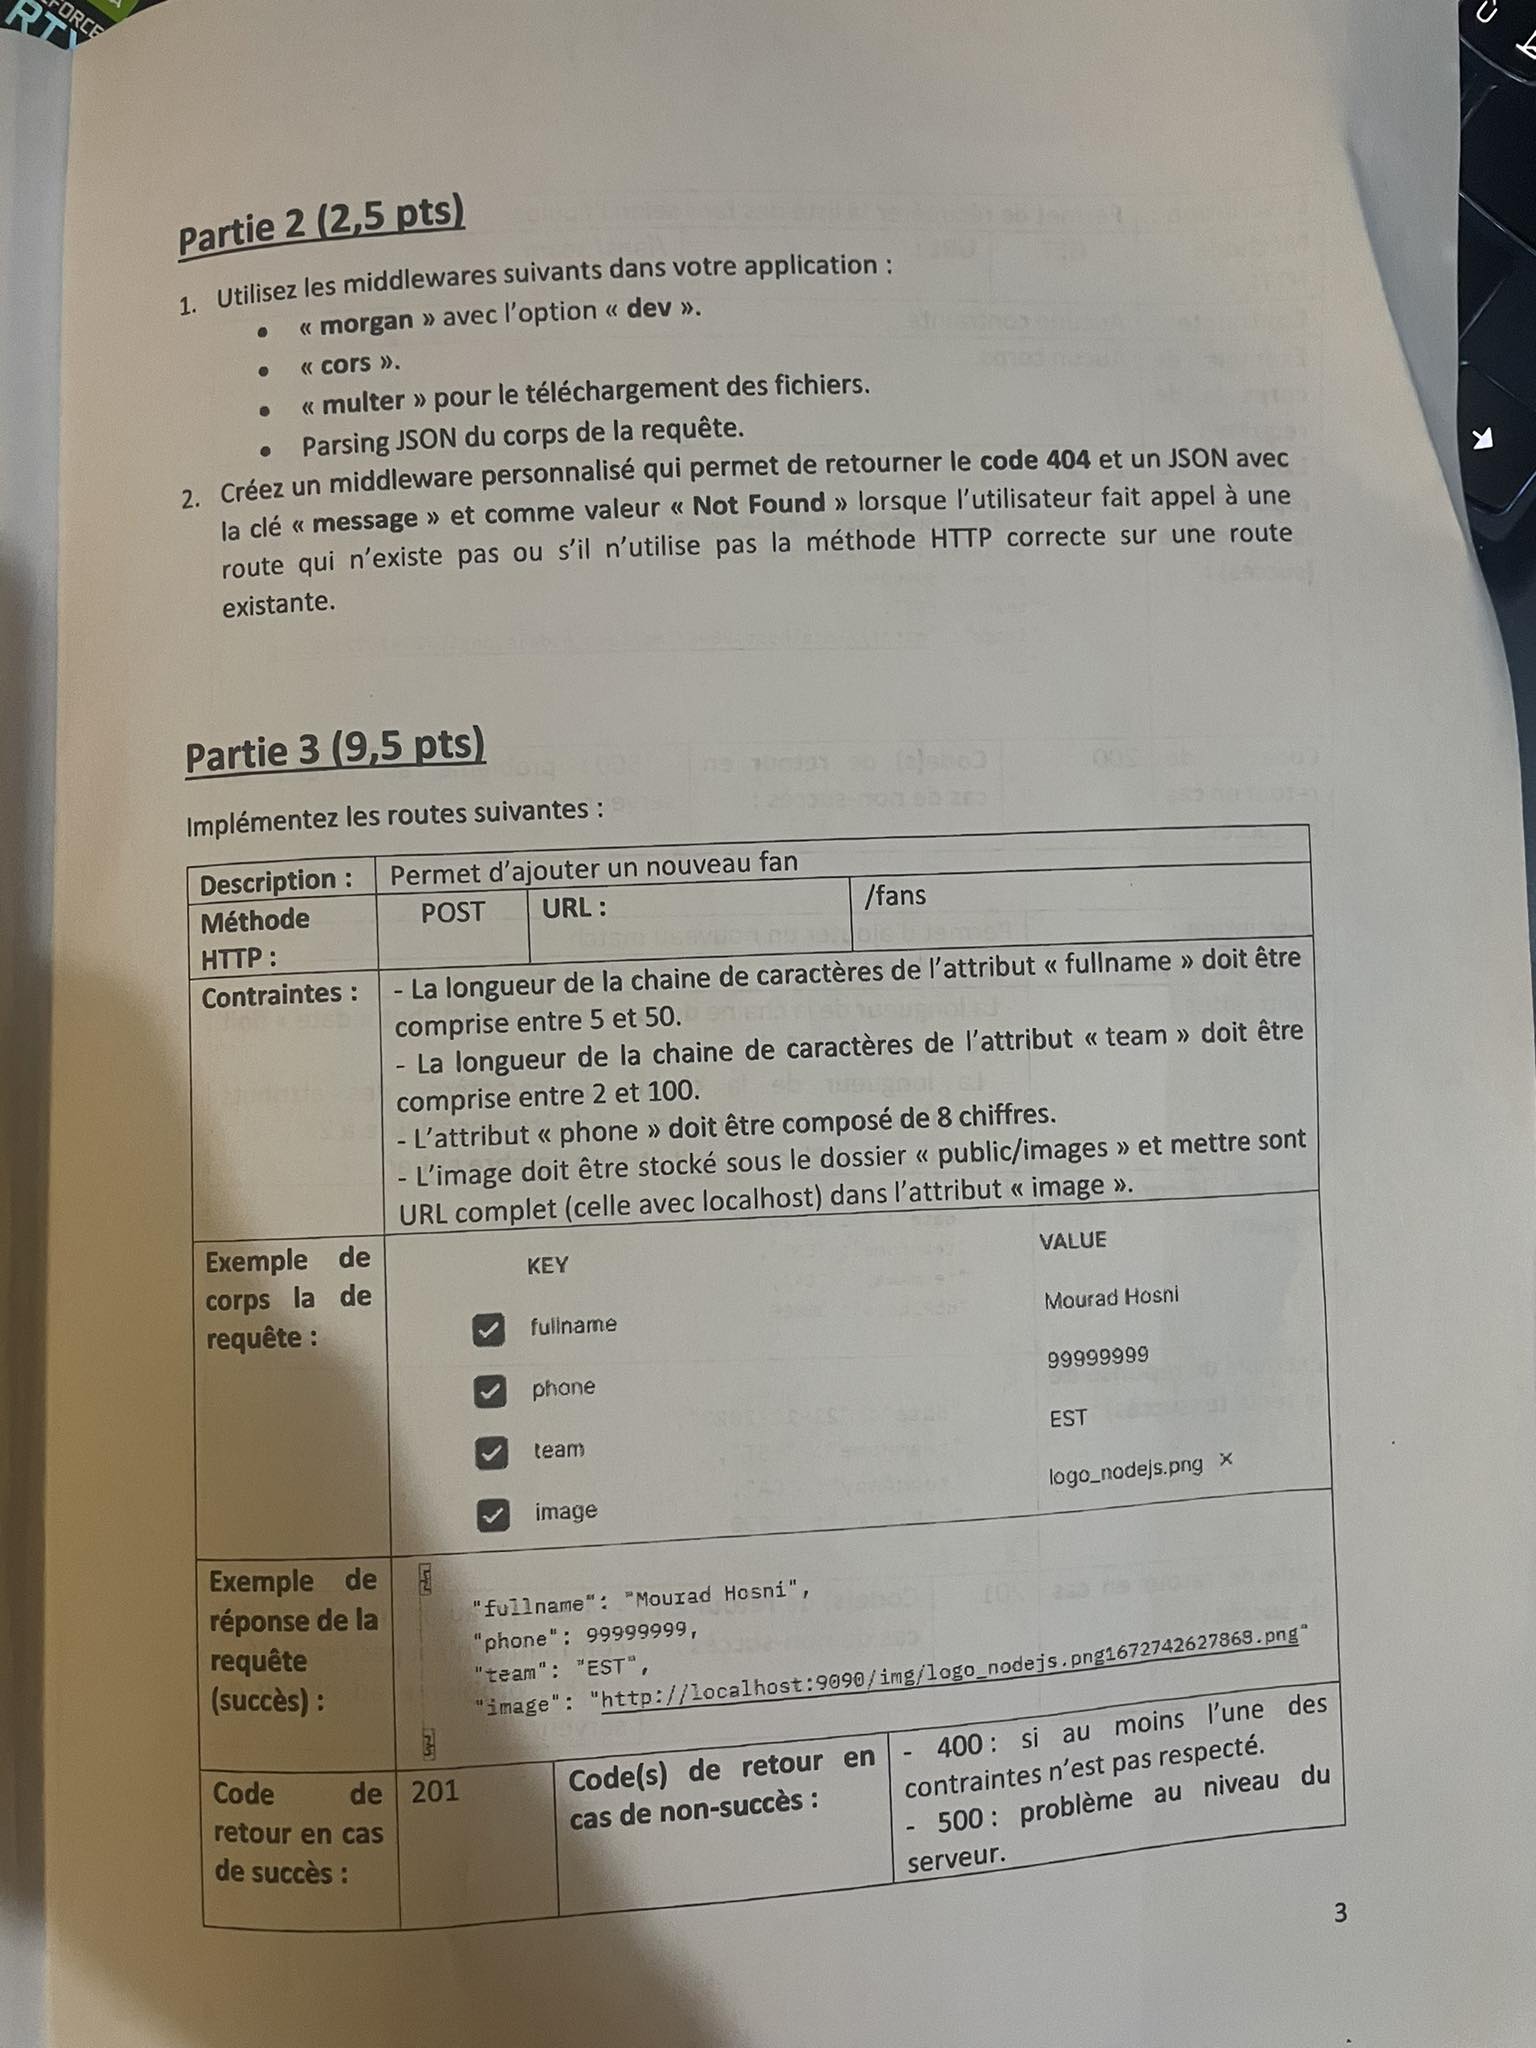 FORCE
RTX
Partie 2 (2,5 pts)
1. Utilisez les middlewares suivants dans votre application :
• « morgan » avec l'option « dev ».
• « cors ».
• « multer » pour le téléchargement des fichiers.
• Parsing JSON du corps de la requête.
2. Créez un middleware personnalisé qui permet de retourner le code 404 et un JSON avec
la clé « message » et comme valeur « Not Found » lorsque l'utilisateur fait appel à une
route qui n'existe pas ou s'il n'utilise pas la méthode HTTP correcte sur une route
existante.
Partie 3 (9,5 pts)
Implémentez les routes suivantes :
Description : Permet d'ajouter un nouveau fan
Méthode HTTP : POST URL : /fans
Contraintes : - La longueur de la chaine de caractères de l'attribut « fullname » doit être
comprise entre 5 et 50.
- La longueur de la chaine de caractères de l'attribut « team » doit être
comprise entre 2 et 100.
- L'attribut « phone » doit être composé de 8 chiffres.
- L'image doit être stocké sous le dossier « public/images » et mettre sont
URL complet (celle avec localhost) dans l'attribut « image ».
Exemple de
corps la de
requête :
KEY VALUE
fullname Mourad Hosni
phone 99999999
team EST
image logo_nodejs.png ×
Exemple de
réponse de la
requête
(succès) :
{
"fullname": "Mourad Hosni",
"phone": 99999999,
"team": "EST",
"image": "http://localhost:9090/img/logo_nodejs.png1672742627868.png"
}
Code de
retour en cas
de succès :
201
Code(s) de retour en
cas de non-succès :
- 400 : si au moins l'une des
contraintes n'est pas respecté.
- 500 : problème au niveau du
serveur.
3